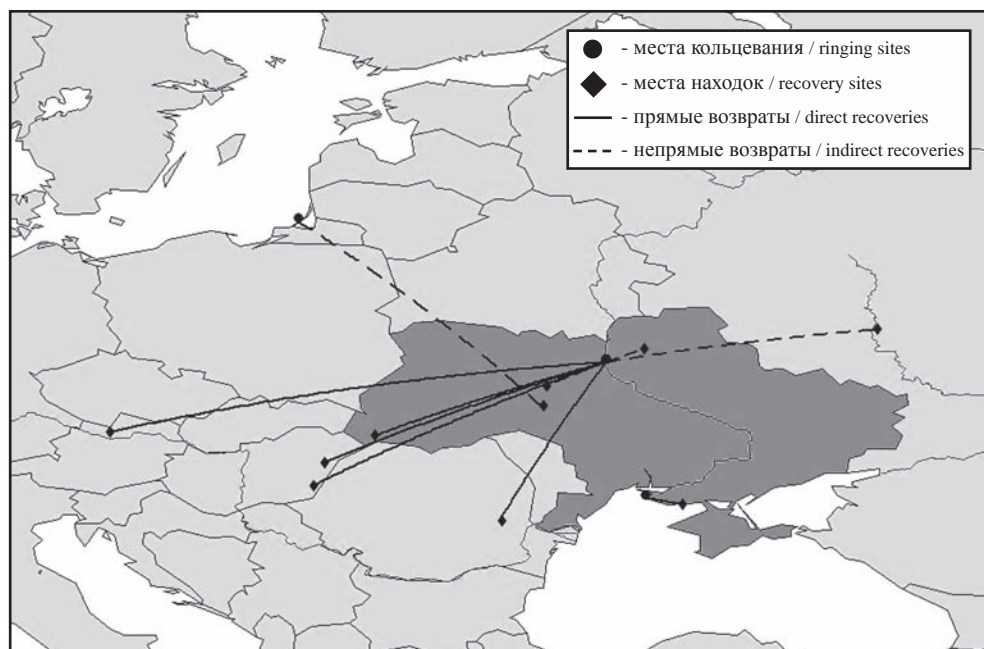 - места кольцевания / ringing sites
- места находок / recovery sites
- прямые возвраты / direct recoveries
- непрямые возвраты / indirect recoveries